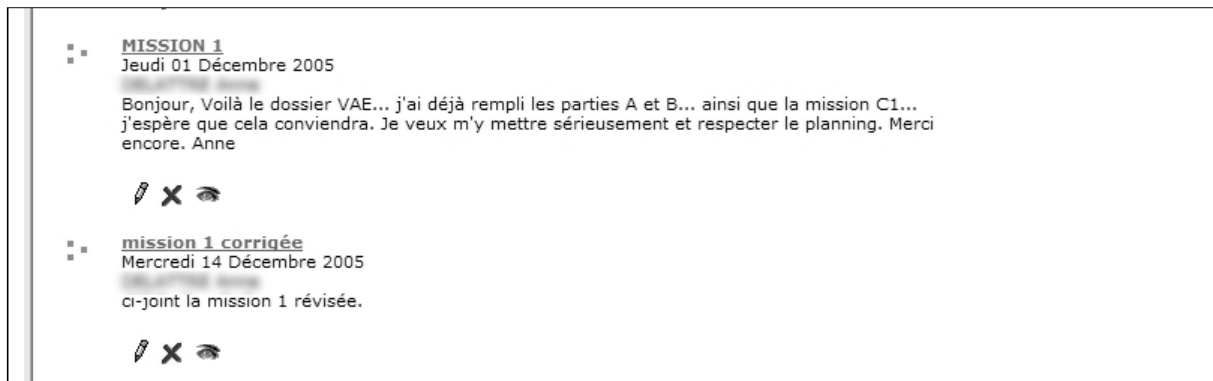 MISSION 1
Jeudi 01 Décembre 2005
Bonjour, Voilà le dossier VAE... j'ai déjà rempli les parties A et B... ainsi que la mission C1...
j'espère que cela conviendra. Je veux m'y mettre sérieusement et respecter le planning. Merci
encore. Anne
mission 1 corrigée
Mercredi 14 Décembre 2005
ci-joint la mission 1 révisée.